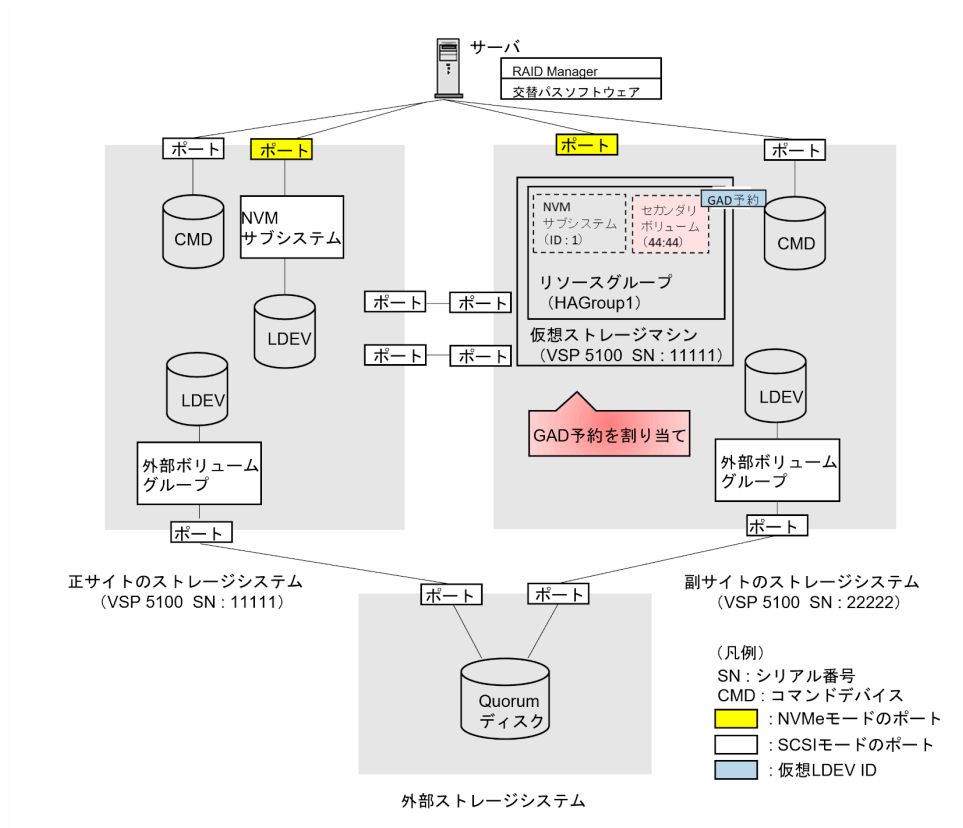 サーバ
RAID Manager
交替パスソフトウェア
ポート
ポート
ポート
ポート
CMD
NVM
サブシステム
NVM
サブシステム
(ID : 1)
セカンダリ
ボリューム
(44:44)
GAD予約
CMD
リソースグループ
(HAGroup1)
ポート
ポート
LDEV
仮想ストレージマシン
(VSP 5100 SN : 11111)
ポート
ポート
LDEV
LDEV
GAD予約を割り当て
外部ボリューム
グループ
外部ボリューム
グループ
ポート
ポート
正サイトのストレージシステム
(VSP 5100 SN : 11111)
副サイトのストレージシステム
(VSP 5100 SN : 22222)
ポート
ポート
Quorum
ディスク
外部ストレージシステム
(凡例)
SN : シリアル番号
CMD : コマンドデバイス
: NVMeモードのポート
: SCSIモードのポート
: 仮想LDEV ID